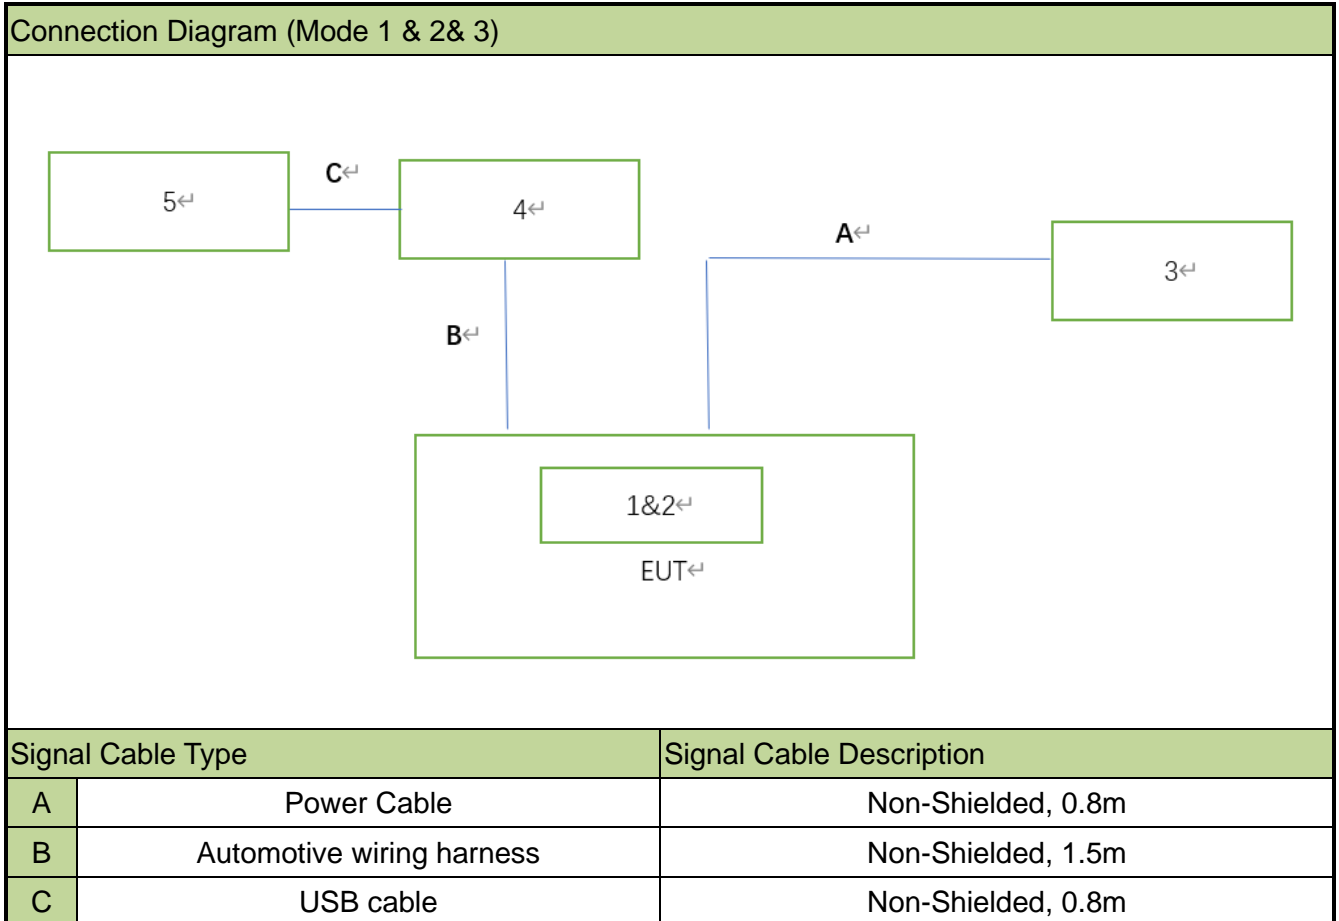 Connection Diagram (Mode 1 & 2& 3)
C↵
5↵
4↵
A↵
3↵
B↵
1&2↵
EUT↵
Signal Cable Type Signal Cable Description
A Power Cable Non-Shielded, 0.8m
B Automotive wiring harness Non-Shielded, 1.5m
C USB cable Non-Shielded, 0.8m